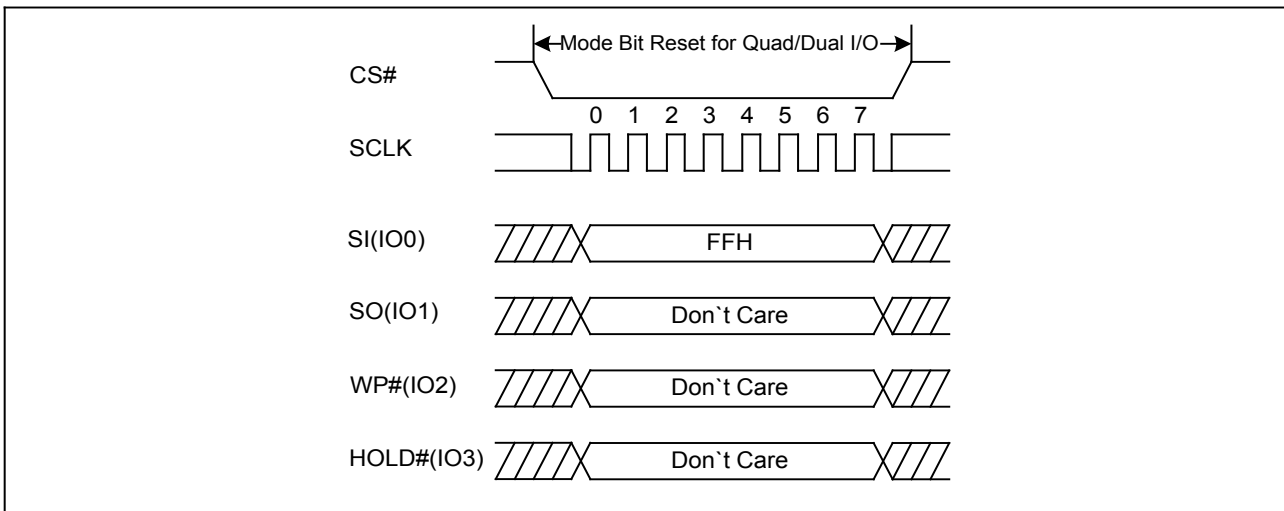 Mode Bit Reset for Quad/Dual I/O
CS#
0 1 2 3 4 5 6 7
SCLK
SI(IO0) FFH
SO(IO1) Don`t Care
WP#(IO2) Don`t Care
HOLD#(IO3) Don`t Care